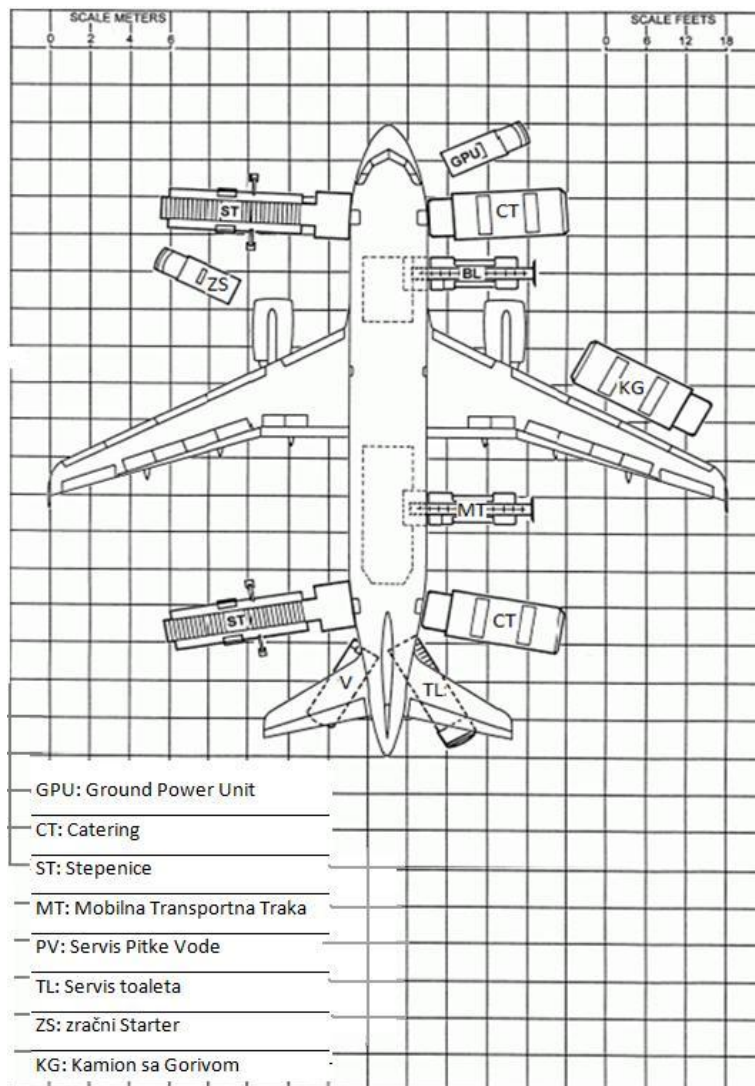 SCALE METERS SCALE FEETS
0 2 4 6 0 6 12 18
GPU
ST CT
BL
ZS
KG
MT
ST CT
V TL
GPU: Ground Power Unit
CT: Catering
ST: Stepenice
MT: Mobilna Transportna Traka
PV: Servis Pitke Vode
TL: Servis toaleta
ZS: zračni Starter
KG: Kamion sa Gorivom